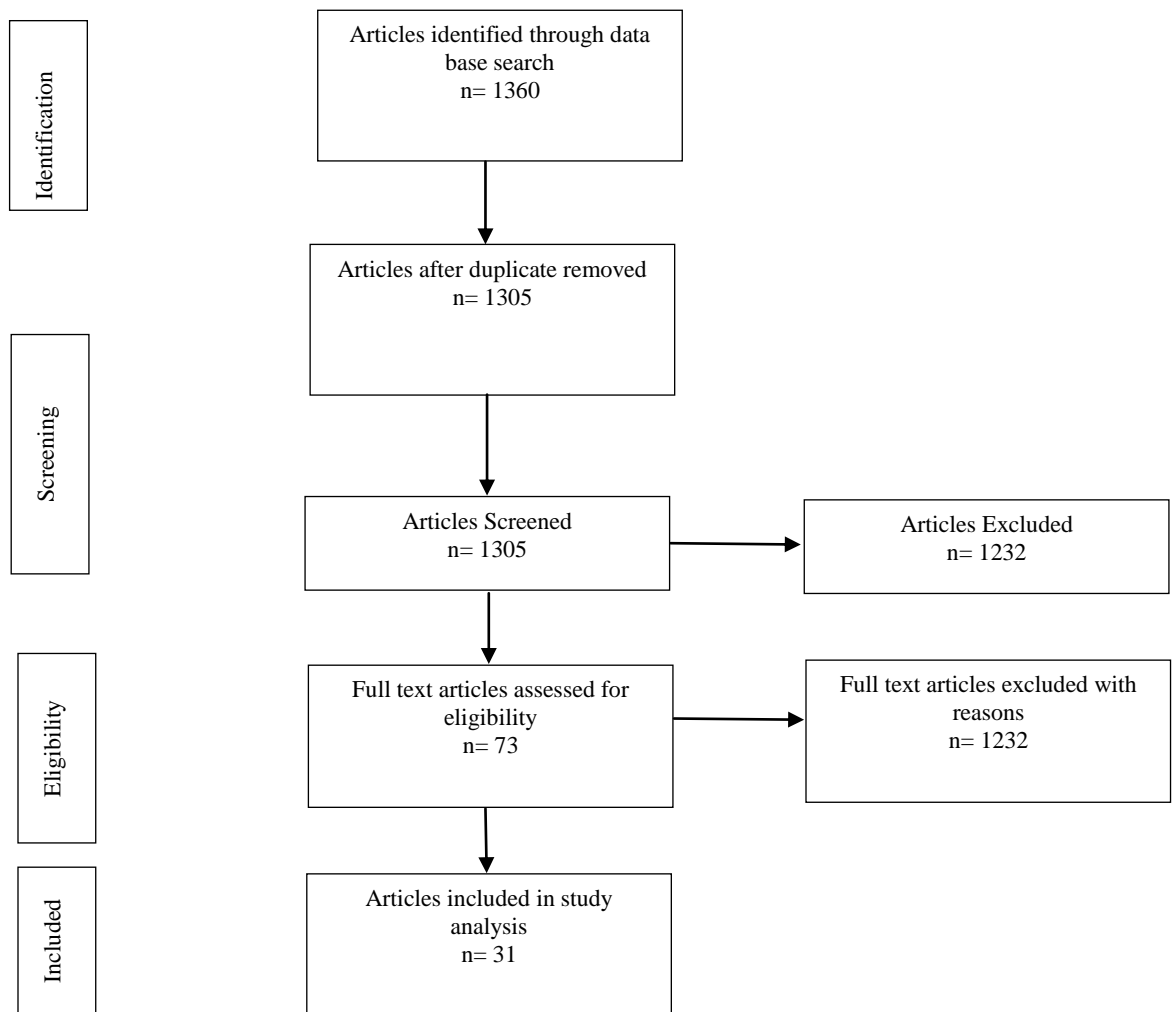 Identification
Articles identified through data
base search
n= 1360
Articles after duplicate removed
n= 1305
Screening
Articles Screened
n= 1305
Articles Excluded
n= 1232
Eligibility
Full text articles assessed for
eligibility
n= 73
Full text articles excluded with
reasons
n= 1232
Included
Articles included in study
analysis
n= 31